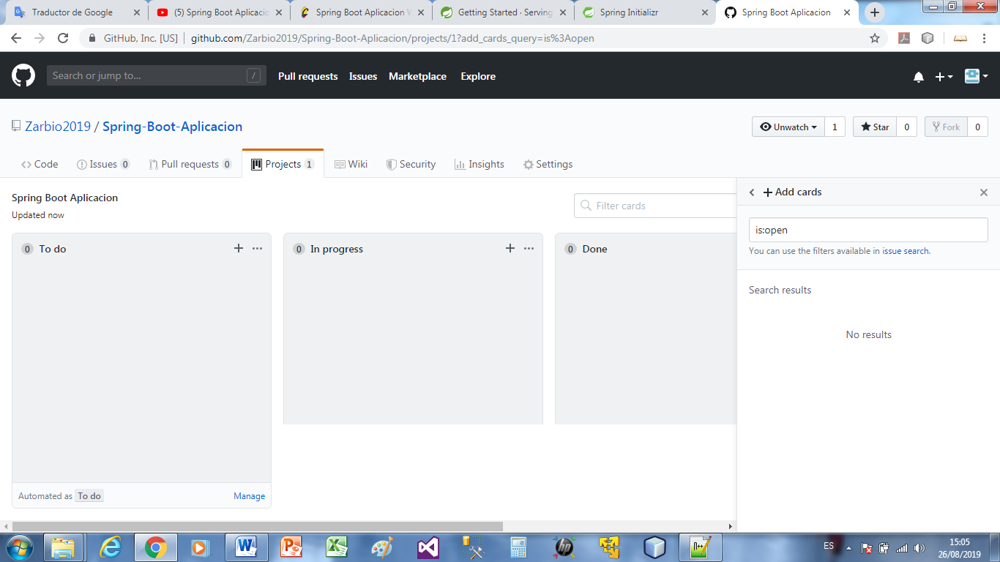 Traductor de Google
(5) Spring Boot Aplicacio
Spring Boot Aplicacion W
Getting Started · Serving
Spring Initializr
Spring Boot Aplicacion
GitHub, Inc. [US] | github.com/Zarbio2019/Spring-Boot-Aplicacion/projects/1?add_cards_query=is%3Aopen
Search or jump to...
/
Pull requests
Issues
Marketplace
Explore
Zarbio2019 / Spring-Boot-Aplicacion
Unwatch 1
Star 0
Fork 0
Code
Issues 0
Pull requests 0
Projects 1
Wiki
Security
Insights
Settings
Spring Boot Aplicacion
Updated now
Filter cards
Add cards
is:open
You can use the filters available in issue search.
Search results
No results
0 To do
0 In progress
0 Done
Automated as To do
Manage
ES
15:05
26/08/2019